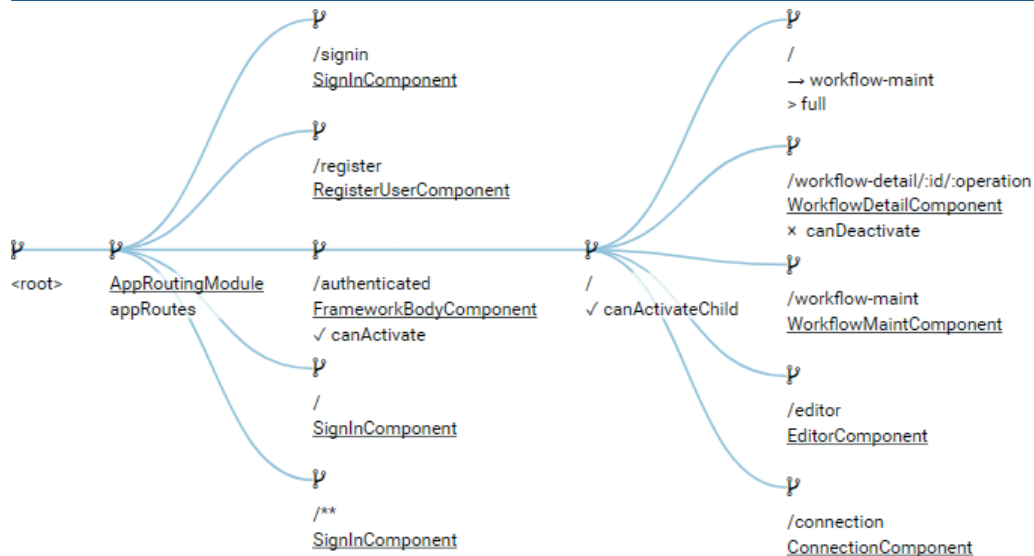 /signin
SignInComponent
/register
RegisterUserComponent
<root>
AppRoutingModule
appRoutes
/authenticated
FrameworkBodyComponent
✓ canActivate
/
SignInComponent
/**
SignInComponent
/
✓ canActivateChild
/
→ workflow-maint
> full
/workflow-detail/:id/:operation
WorkflowDetailComponent
× canDeactivate
/workflow-maint
WorkflowMaintComponent
/editor
EditorComponent
/connection
ConnectionComponent